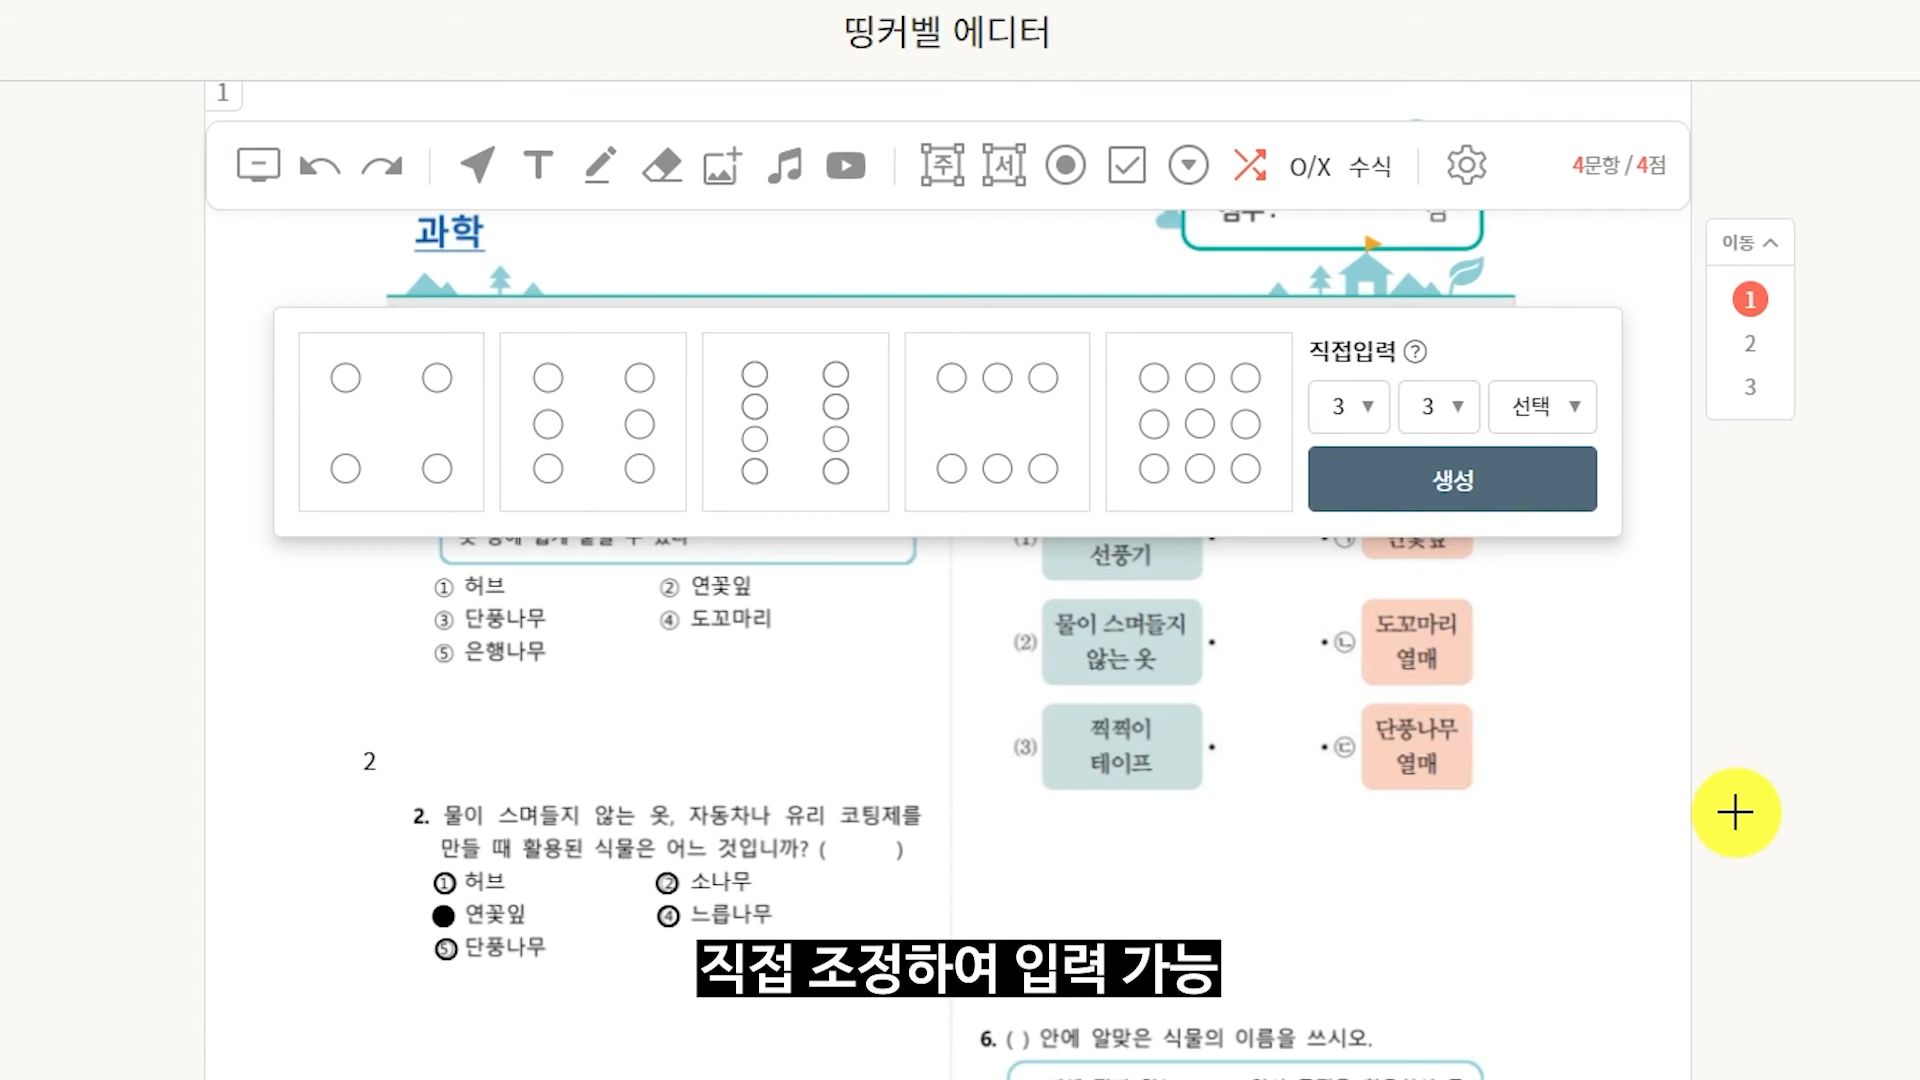 띵커벨 에디터
1
T 주 서 O/X 수식 4문항 / 4점
과학
이동
1
2
3
직접입력 ?
3 3 선택
생성
① 허브 ② 연꽃잎
③ 단풍나무 ④ 도꼬마리
⑤ 은행나무
2
2. 물이 스며들지 않는 옷, 자동차나 유리 코팅제를
만들 때 활용된 식물은 어느 것입니까? ( )
① 허브 ② 소나무
연꽃잎 ④ 느릅나무
⑤ 단풍나무
(1) 선풍기
(2) 물이 스며들지
않는 옷
• •㉡ 도꼬마리
열매
(3) 찍찍이
테이프
• •㉢ 단풍나무
열매
직접 조정하여 입력 가능
6. ( ) 안에 알맞은 식물의 이름을 쓰시오.